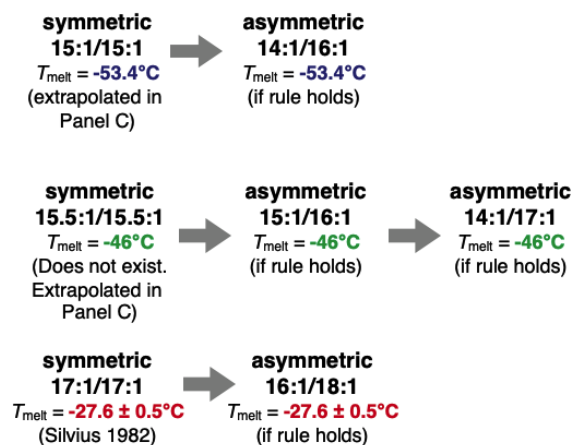 symmetric
15:1/15:1
Tmelt = -53.4°C
(extrapolated in
Panel C)
asymmetric
14:1/16:1
Tmelt = -53.4°C
(if rule holds)
symmetric
15.5:1/15.5:1
Tmelt = -46°C
(Does not exist.
Extrapolated in
Panel C)
asymmetric
15:1/16:1
Tmelt = -46°C
(if rule holds)
asymmetric
14:1/17:1
Tmelt = -46°C
(if rule holds)
symmetric
17:1/17:1
Tmelt = -27.6 ± 0.5°C
(Silvius 1982)
asymmetric
16:1/18:1
Tmelt = -27.6 ± 0.5°C
(if rule holds)